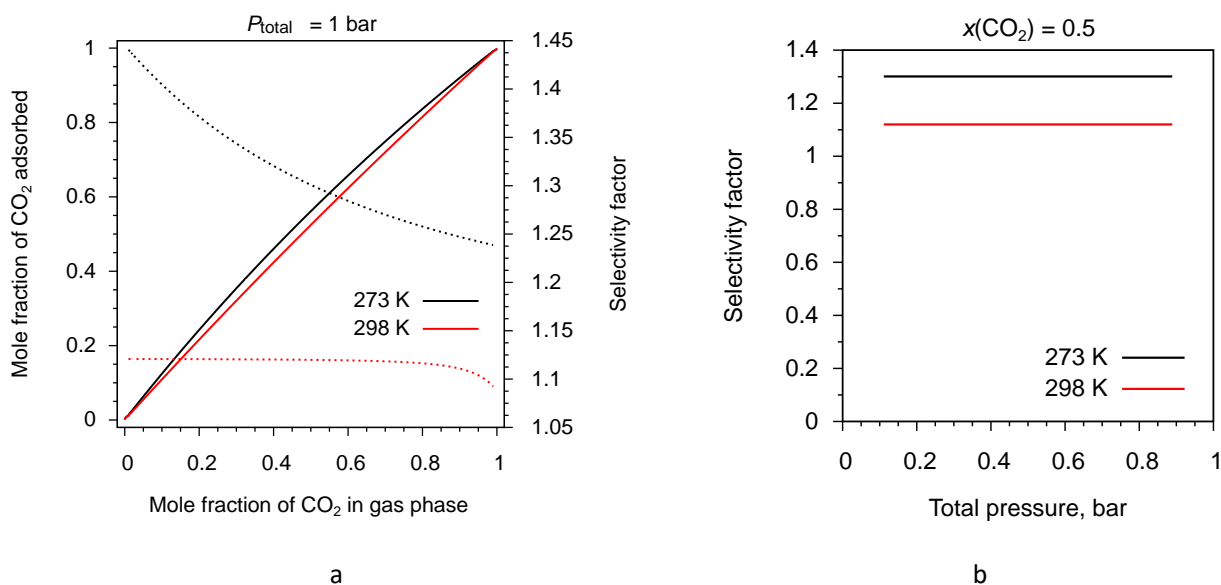 P_total = 1 bar
1
0.8
0.6
0.4
0.2
0
Mole fraction of CO₂ adsorbed
1.45
1.4
1.35
1.3
1.25
1.2
1.15
1.1
1.05
Selectivity factor
273 K
298 K
0 0.2 0.4 0.6 0.8 1
Mole fraction of CO₂ in gas phase
a
x(CO₂) = 0.5
1.4
1.2
1
0.8
0.6
0.4
0.2
0
Selectivity factor
273 K
298 K
0 0.2 0.4 0.6 0.8 1
Total pressure, bar
b